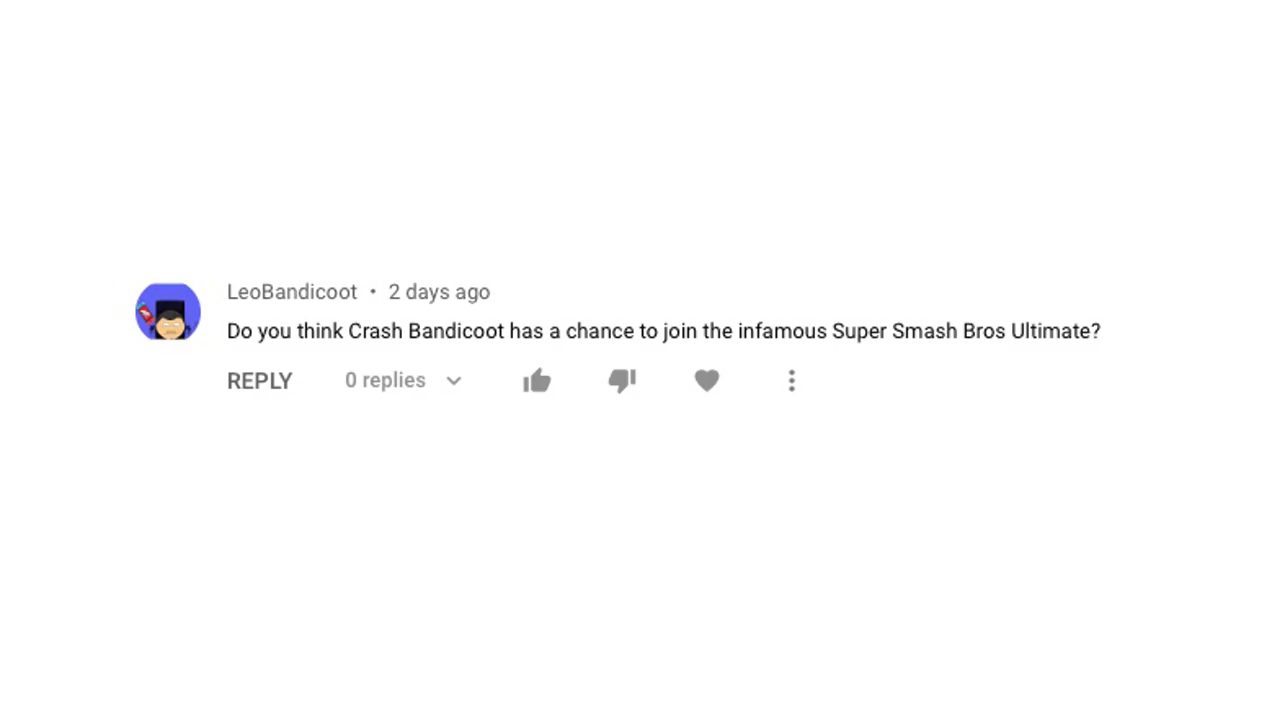 LeoBandicoot • 2 days ago
Do you think Crash Bandicoot has a chance to join the infamous Super Smash Bros Ultimate?
REPLY 0 replies